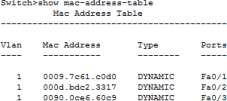 Switch>show mac-address-table
Mac Address Table
-------------------------------------------
Vlan Mac Address Type Ports
---- ----------- -------- -----
1 0009.7c61.c0d0 DYNAMIC Fa0/1
1 000d.bdc2.3317 DYNAMIC Fa0/2
1 0090.0ce6.60c9 DYNAMIC Fa0/3